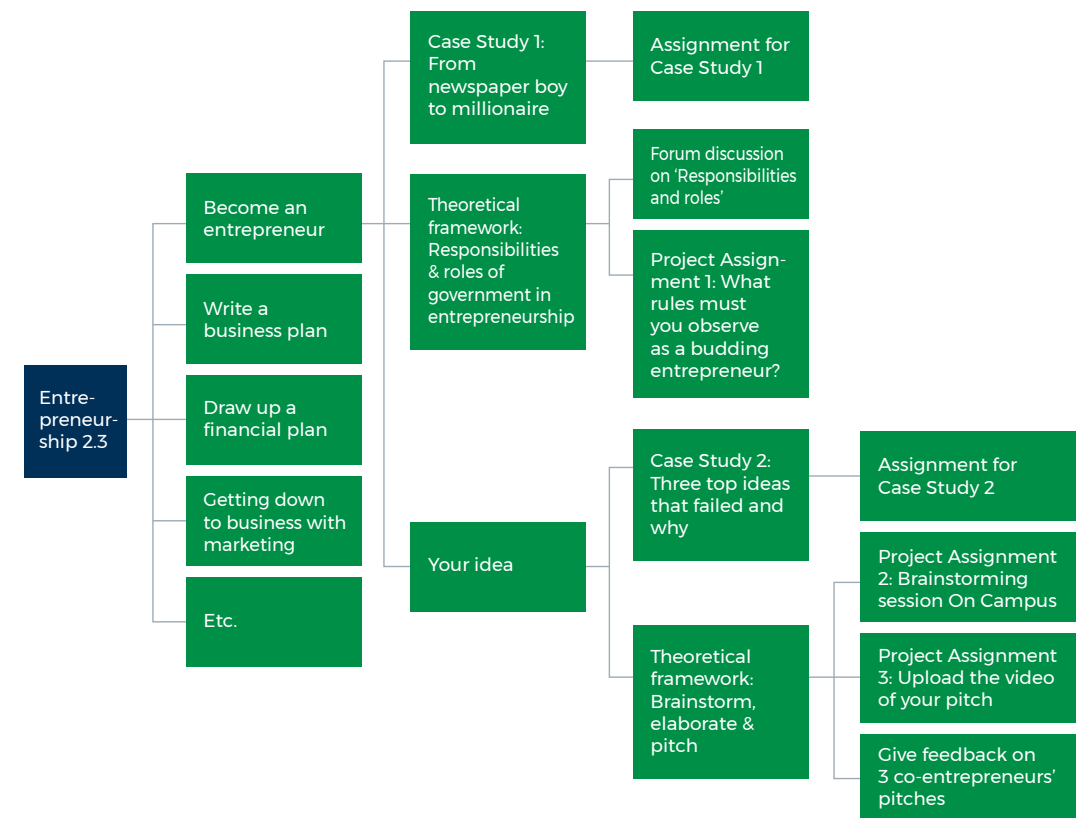 Entre-
preneur-
ship 2.3
Become an
entrepreneur
Write a
business plan
Draw up a
financial plan
Getting down
to business with
marketing
Etc.
Case Study 1:
From
newspaper boy
to millionaire
Theoretical
framework:
Responsibilities
& roles of
government in
entrepreneurship
Your idea
Assignment for
Case Study 1
Forum discussion
on ‘Responsibilities
and roles’
Project Assign-
ment 1: What
rules must
you observe
as a budding
entrepreneur?
Case Study 2:
Three top ideas
that failed and
why
Theoretical
framework:
Brainstorm,
elaborate &
pitch
Assignment for
Case Study 2
Project Assignment
2: Brainstorming
session On Campus
Project Assignment
3: Upload the video
of your pitch
Give feedback on
3 co-entrepreneurs’
pitches